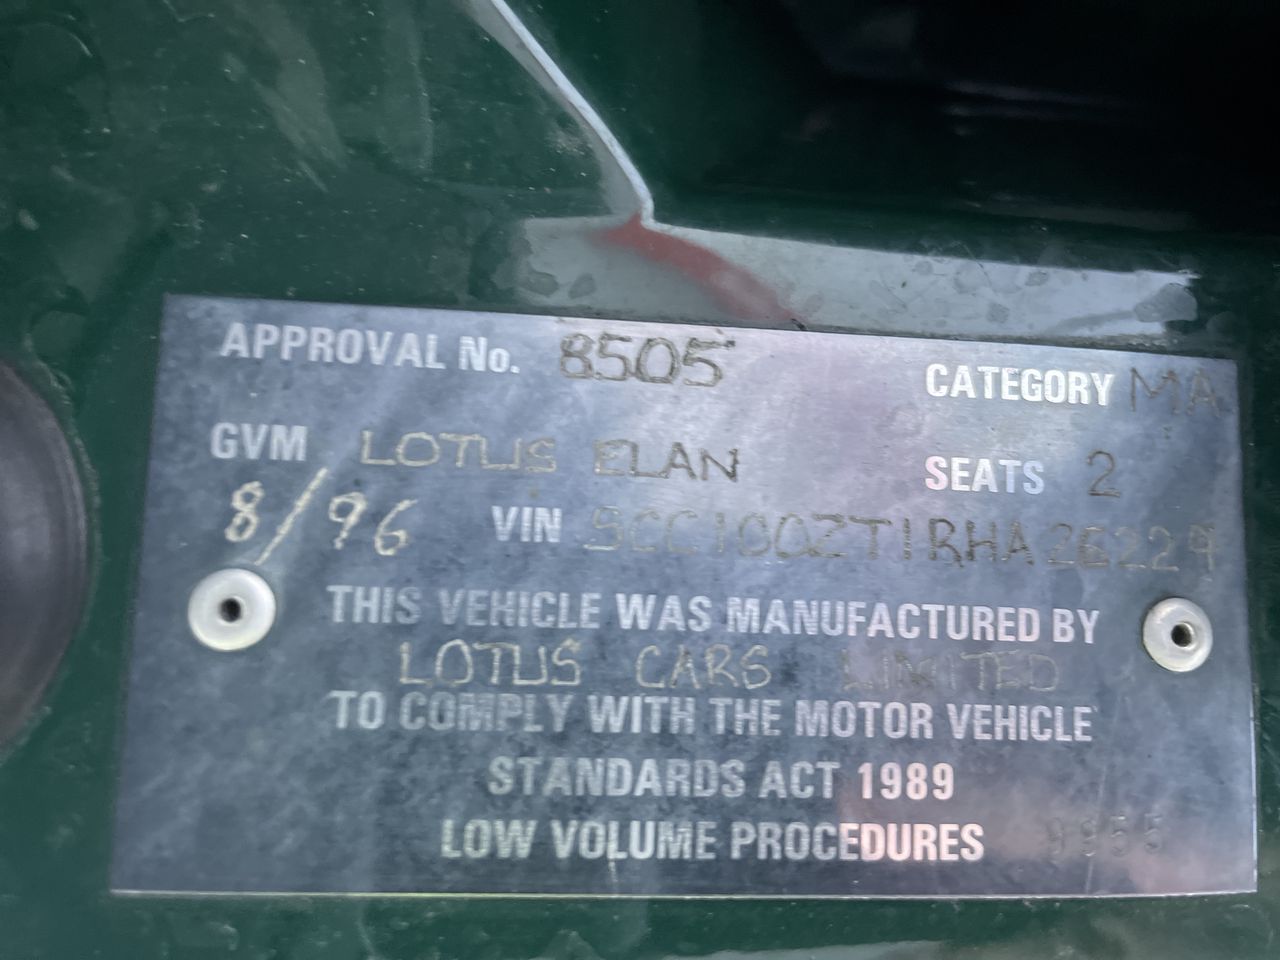 APPROVAL No. 8505 CATEGORY MA
GVM LOTUS ELAN SEATS 2
8/96 VIN SCC100ZT1RHA26229
THIS VEHICLE WAS MANUFACTURED BY
LOTUS CARS LIMITED
TO COMPLY WITH THE MOTOR VEHICLE
STANDARDS ACT 1989
LOW VOLUME PROCEDURES 9955